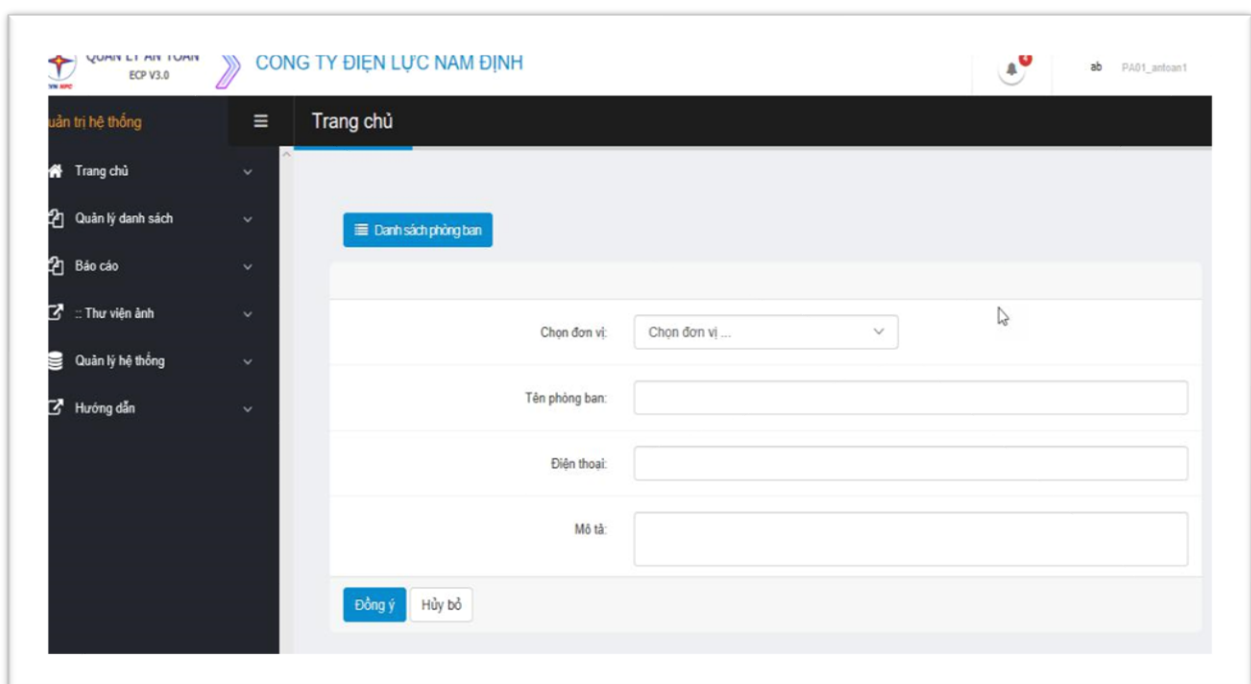 QUẢN LÝ AN TOÀN
ECP V3.0
CÔNG TY ĐIỆN LỰC NAM ĐỊNH
ab PA01_antoan1
uản trị hệ thống
Trang chủ
Trang chủ
Quản lý danh sách
Báo cáo
:: Thư viện ảnh
Quản lý hệ thống
Hướng dẫn
Danh sách phòng ban
Chọn đơn vị:
Chọn đơn vị ...
Tên phòng ban:
Điện thoại:
Mô tả:
Đồng ý
Hủy bỏ